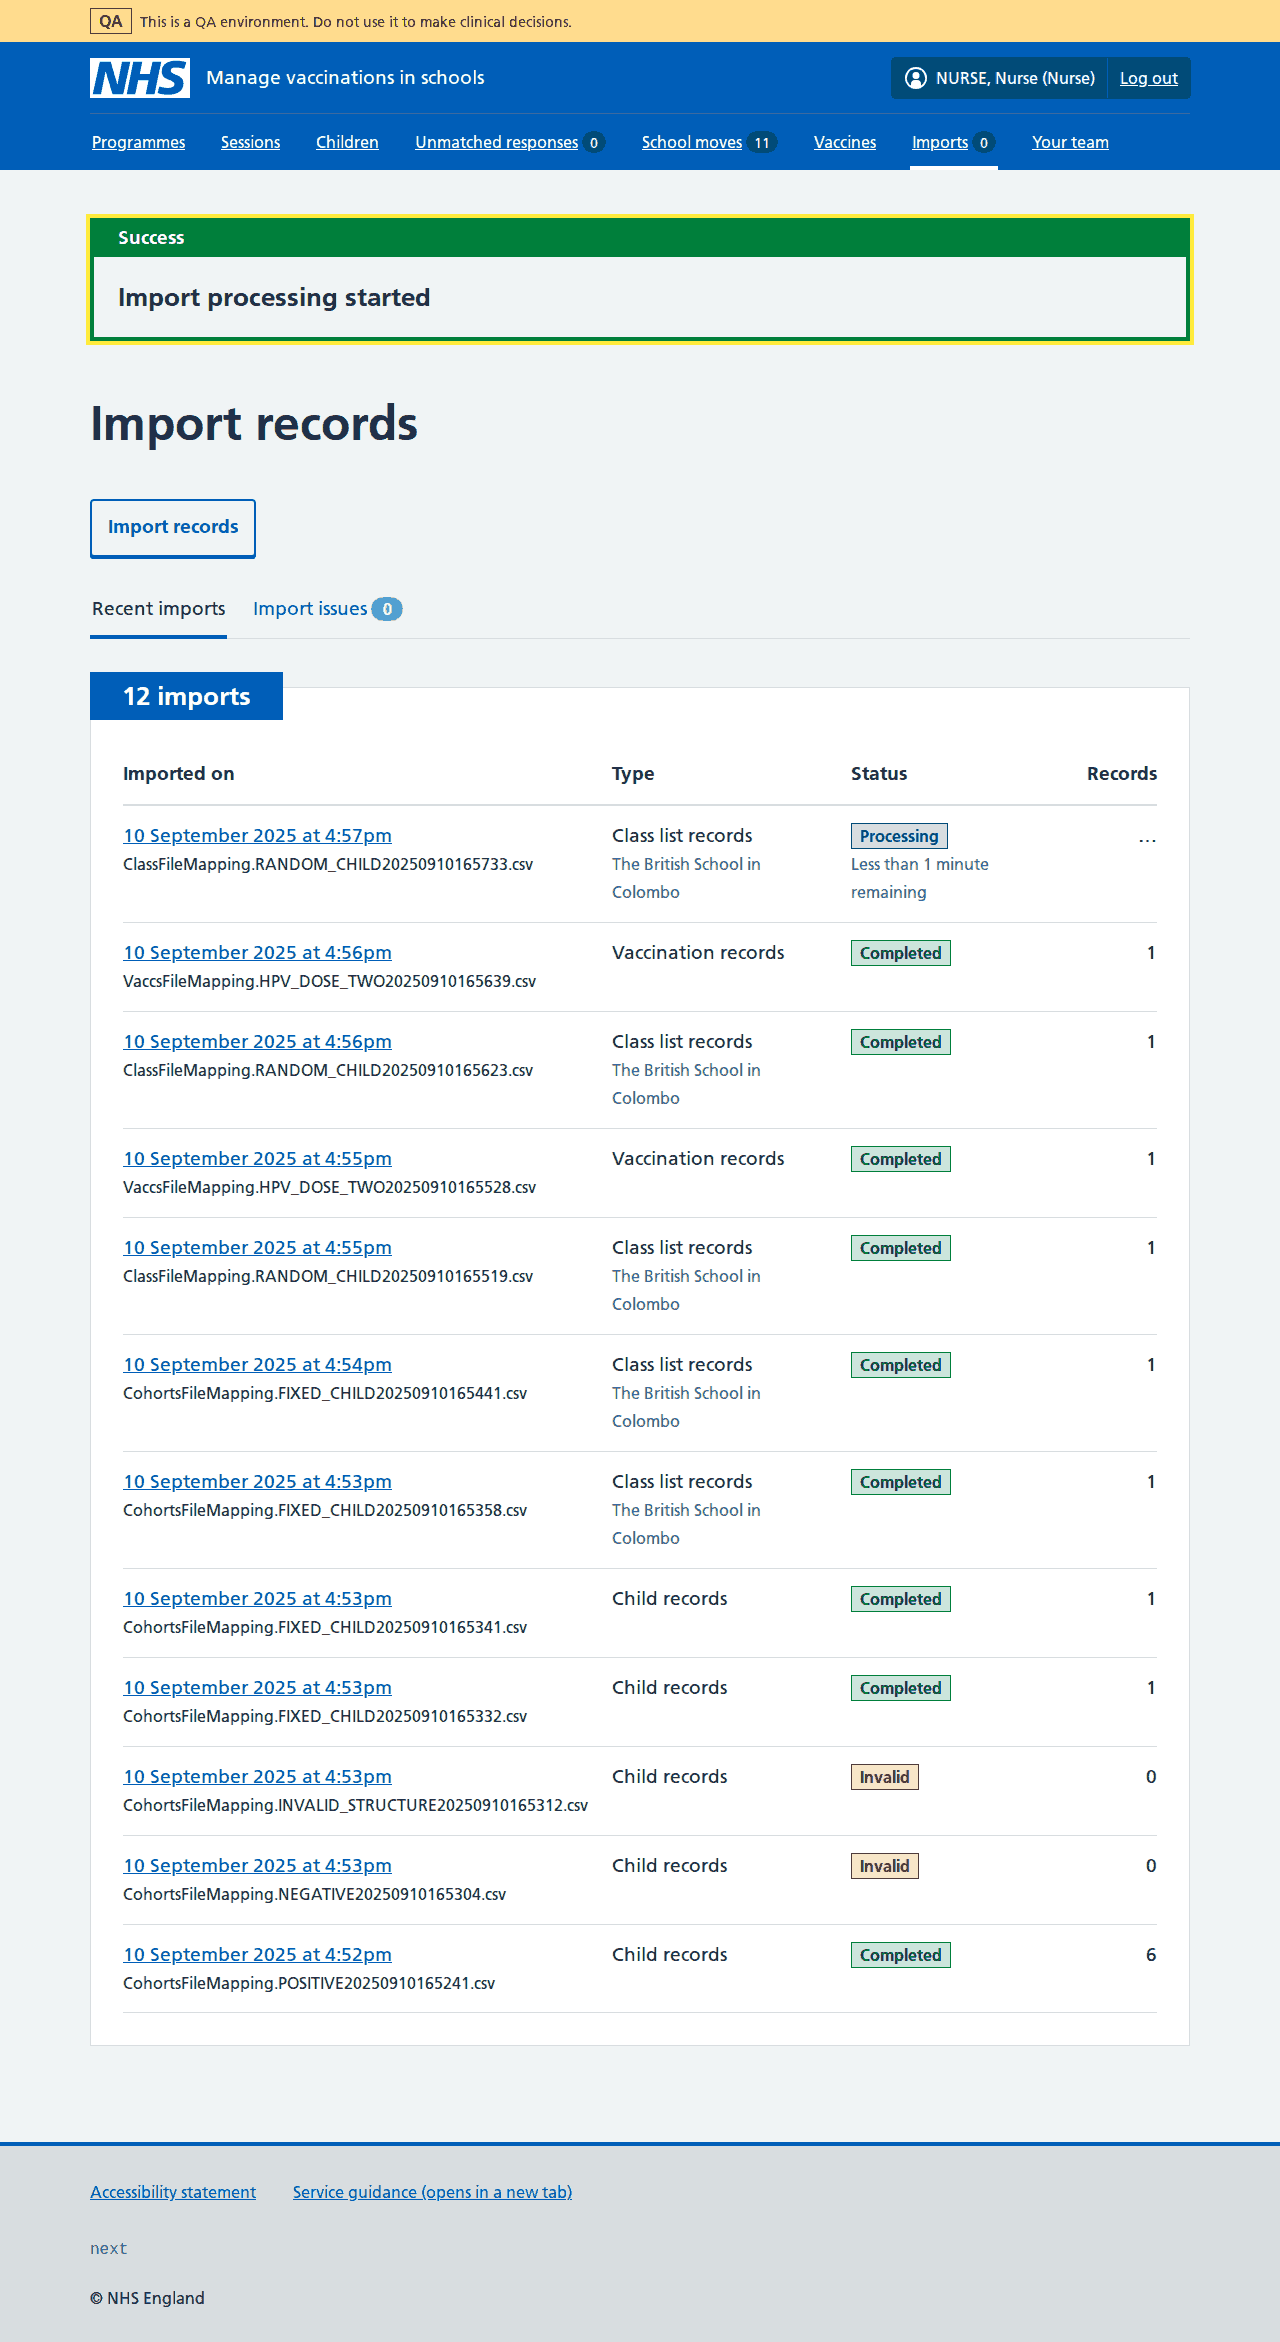 QA This is a QA environment. Do not use it to make clinical decisions.
NHS Manage vaccinations in schools NURSE, Nurse (Nurse) Log out
Programmes Sessions Children Unmatched responses 0 School moves 11 Vaccines Imports 0 Your team
Success
Import processing started
Import records
Import records
Recent imports Import issues 0
12 imports
Imported on Type Status Records
10 September 2025 at 4:57pm Class list records Processing ...
ClassFileMapping.RANDOM_CHILD20250910165733.csv The British School in Less than 1 minute
Colombo remaining
10 September 2025 at 4:56pm Vaccination records Completed 1
VaccsFileMapping.HPV_DOSE_TWO20250910165639.csv
10 September 2025 at 4:56pm Class list records Completed 1
ClassFileMapping.RANDOM_CHILD20250910165623.csv The British School in
Colombo
10 September 2025 at 4:55pm Vaccination records Completed 1
VaccsFileMapping.HPV_DOSE_TWO20250910165528.csv
10 September 2025 at 4:55pm Class list records Completed 1
ClassFileMapping.RANDOM_CHILD20250910165519.csv The British School in
Colombo
10 September 2025 at 4:54pm Class list records Completed 1
CohortsFileMapping.FIXED_CHILD20250910165441.csv The British School in
Colombo
10 September 2025 at 4:53pm Class list records Completed 1
CohortsFileMapping.FIXED_CHILD20250910165358.csv The British School in
Colombo
10 September 2025 at 4:53pm Child records Completed 1
CohortsFileMapping.FIXED_CHILD20250910165341.csv
10 September 2025 at 4:53pm Child records Completed 1
CohortsFileMapping.FIXED_CHILD20250910165332.csv
10 September 2025 at 4:53pm Child records Invalid 0
CohortsFileMapping.INVALID_STRUCTURE20250910165312.csv
10 September 2025 at 4:53pm Child records Invalid 0
CohortsFileMapping.NEGATIVE20250910165304.csv
10 September 2025 at 4:52pm Child records Completed 6
CohortsFileMapping.POSITIVE20250910165241.csv
Accessibility statement Service guidance (opens in a new tab)
next
© NHS England